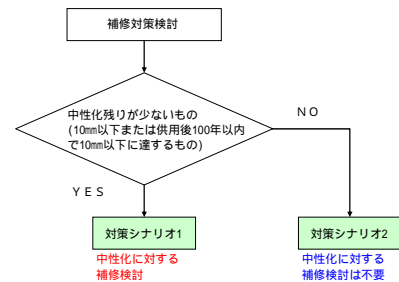 補修対策検討
中性化残りが少ないもの
(10㎜以下または供用後100年以内
で10㎜以下に達するもの)
ＮＯ
ＹＥＳ
対策シナリオ1
対策シナリオ2
中性化に対する
補修検討
中性化に対する
補修検討は不要